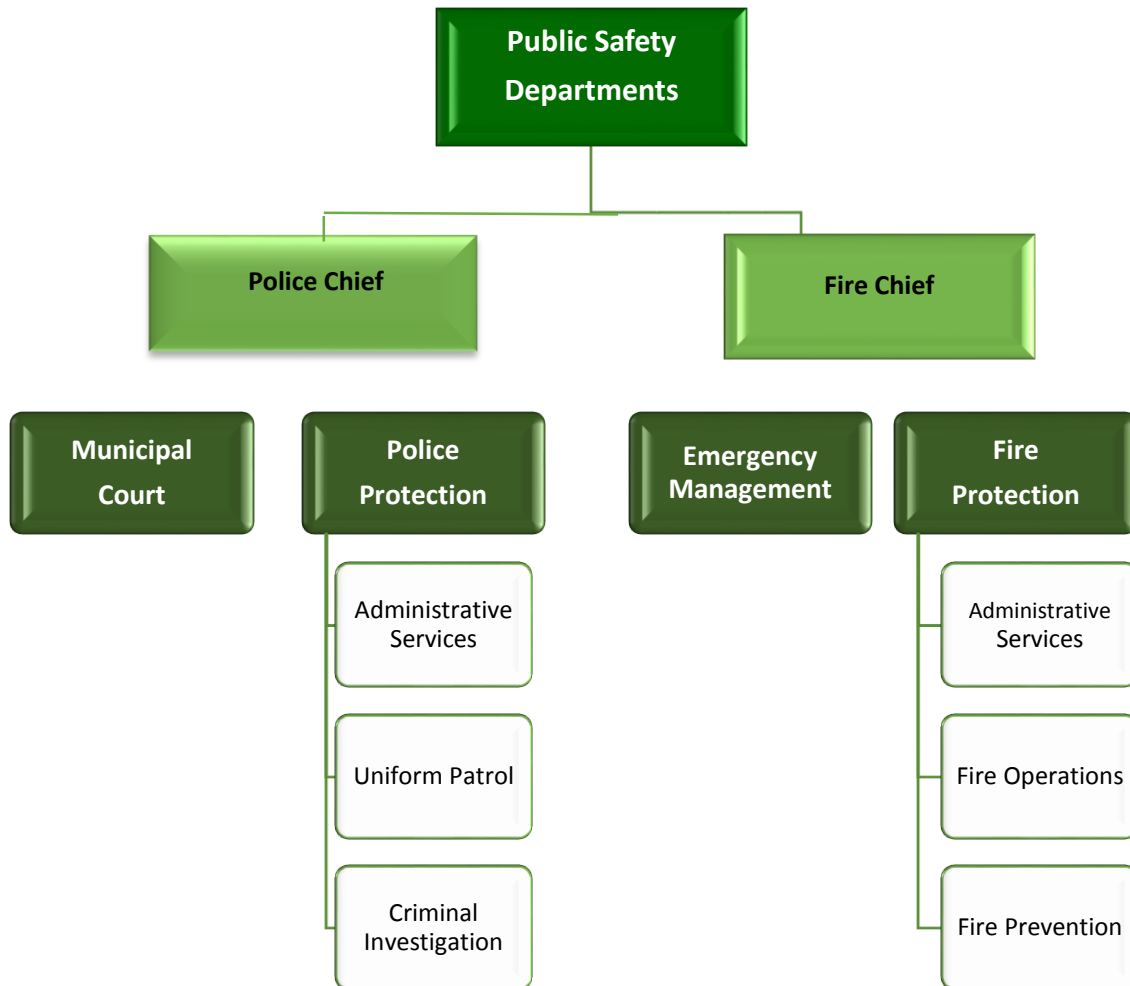 Public Safety
Departments
Police Chief
Fire Chief
Municipal
Court
Police
Protection
Emergency
Management
Fire
Protection
Administrative
Services
Administrative
Services
Uniform Patrol
Fire Operations
Criminal
Investigation
Fire Prevention